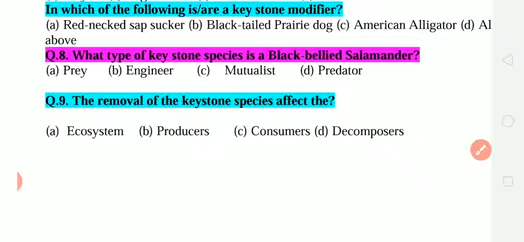 In which of the following is/are a key stone modifier?
(a) Red-necked sap sucker (b) Black-tailed Prairie dog (c) American Alligator (d) Al
above
Q.8. What type of key stone species is a Black-bellied Salamander?
(a) Prey (b) Engineer (c) Mutualist (d) Predator
Q.9. The removal of the keystone species affect the?
(a) Ecosystem (b) Producers (c) Consumers (d) Decomposers